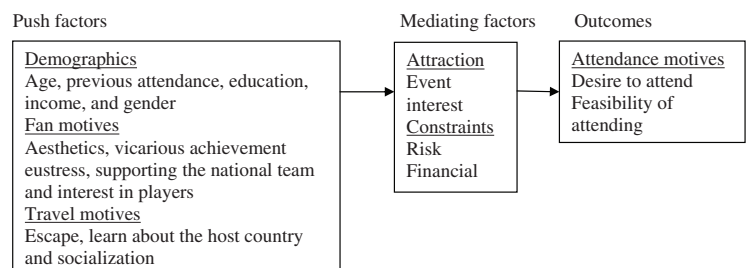 Push factors
Mediating factors
Outcomes
Demographics
Age, previous attendance, education,
income, and gender
Fan motives
Aesthetics, vicarious achievement
eustress, supporting the national team
and interest in players
Travel motives
Escape, learn about the host country
and socialization
Attraction
Event
interest
Constraints
Risk
Financial
Attendance motives
Desire to attend
Feasibility of
attending